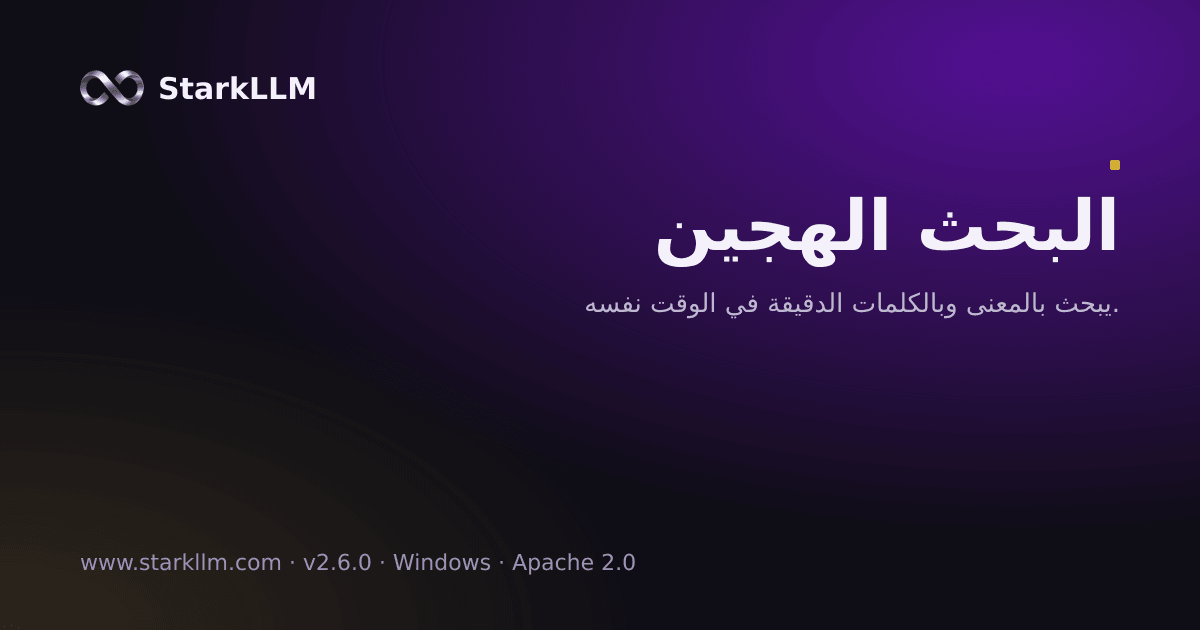 StarkLLM
البحث الهجين
يبحث بالمعنى وبالكلمات الدقيقة في الوقت نفسه.
www.starkllm.com · v2.6.0 · Windows · Apache 2.0